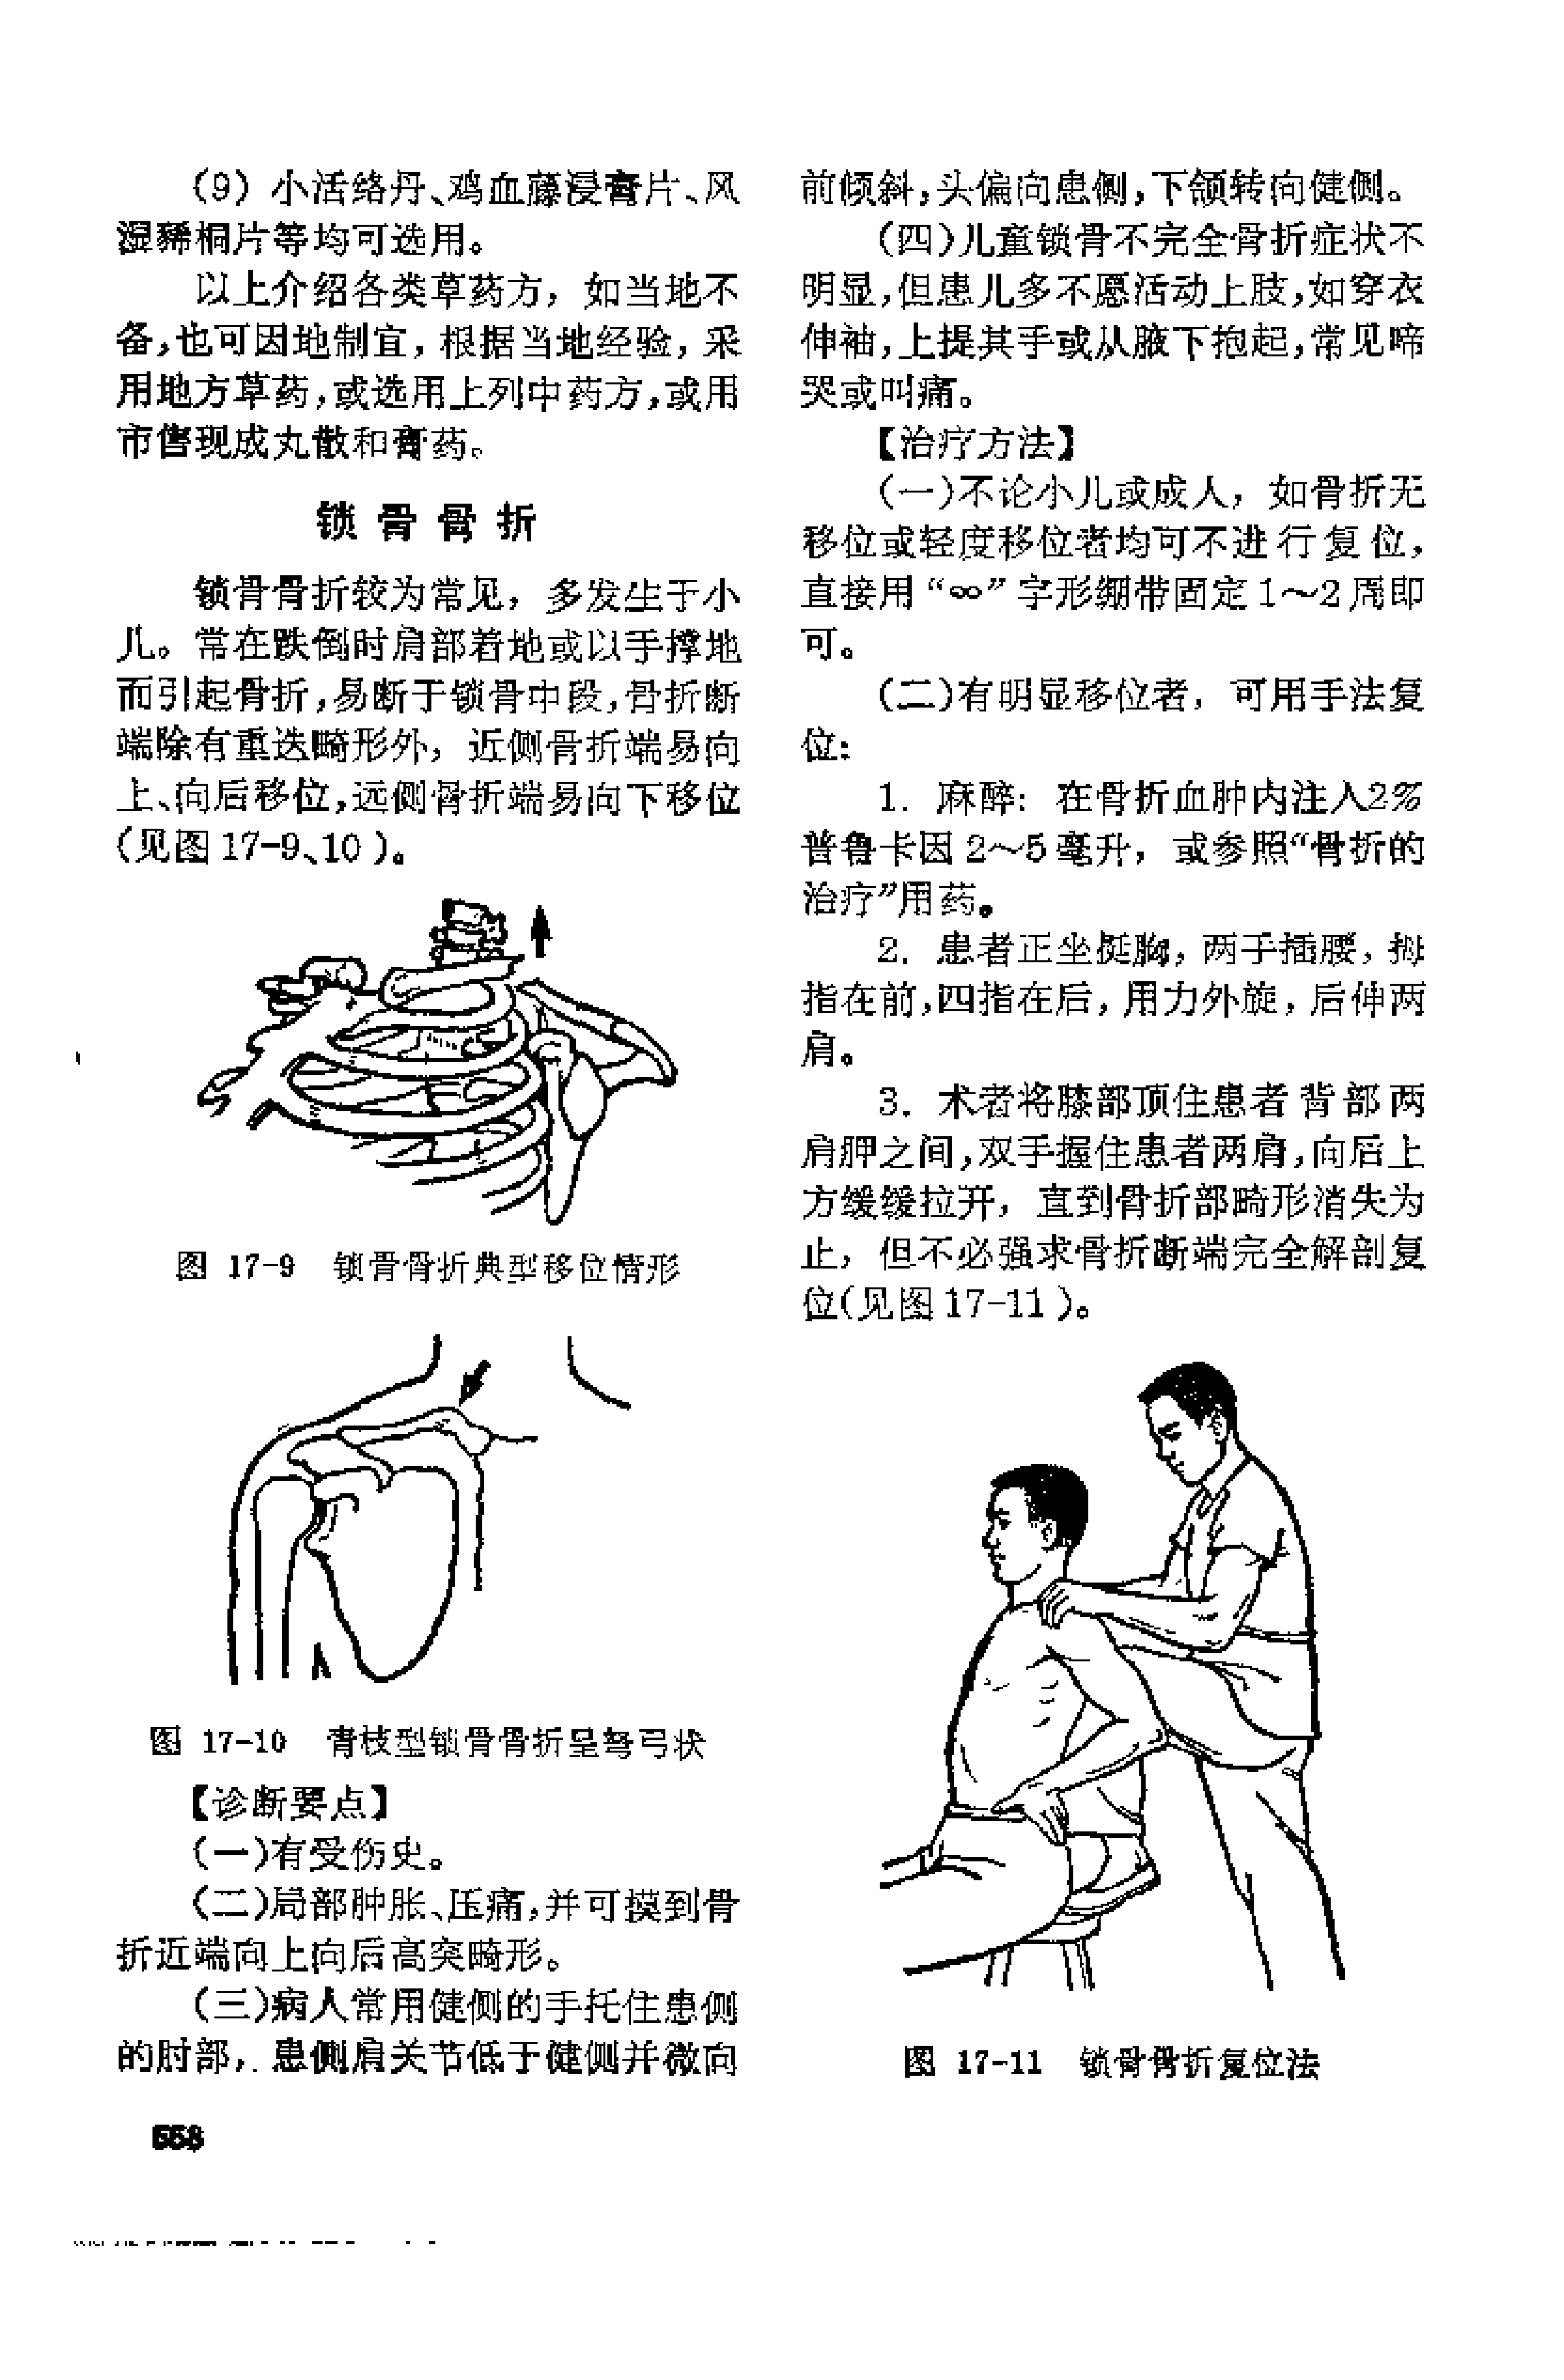 （9）小活络丹、鸡血藤浸膏片、风
湿豨桐片等均可选用。
以上介绍各类草药方，如当地不
备，也可因地制宜，根据当地经验，采
用地方草药，或选用上列中药方，或用
市售现成丸散和膏药。
锁骨骨折
锁骨骨折较为常见，多发生于小
儿。常在跌倒时肩部着地或以手撑地
而引起骨折，易断于锁骨中段，骨折断
端除有重迭畸形外，近侧骨折端易向
上、向后移位，远侧骨折端易向下移位
（见图17-9、10）。
图 17-9 锁骨骨折典型移位情形
图 17-10 青枝型锁骨骨折呈弩弓状
【诊断要点】
（一）有受伤史。
（二）局部肿胀、压痛，并可摸到骨
折近端向上向后高突畸形。
（三）病人常用健侧的手托住患侧
的肘部，患侧肩关节低于健侧并微向
558
前倾斜，头偏向患侧，下颌转向健侧。
（四）儿童锁骨不完全骨折症状不
明显，但患儿多不愿活动上肢，如穿衣
伸袖，上提其手或从腋下抱起，常见啼
哭或叫痛。
【治疗方法】
（一）不论小儿或成人，如骨折无
移位或轻度移位者均可不进行复位，
直接用“∞”字形绷带固定1～2周即
可。
（二）有明显移位者，可用手法复
位：
1. 麻醉：在骨折血肿内注入2%
普鲁卡因2～5毫升，或参照“骨折的
治疗”用药。
2. 患者正坐挺胸，两手插腰，拇
指在前，四指在后，用力外旋，后伸两
肩。
3. 术者将膝部顶住患者背部两
肩胛之间，双手握住患者两肩，向后上
方缓缓拉开，直到骨折部畸形消失为
止，但不必强求骨折断端完全解剖复
位（见图17-11）。
图 17-11 锁骨骨折复位法